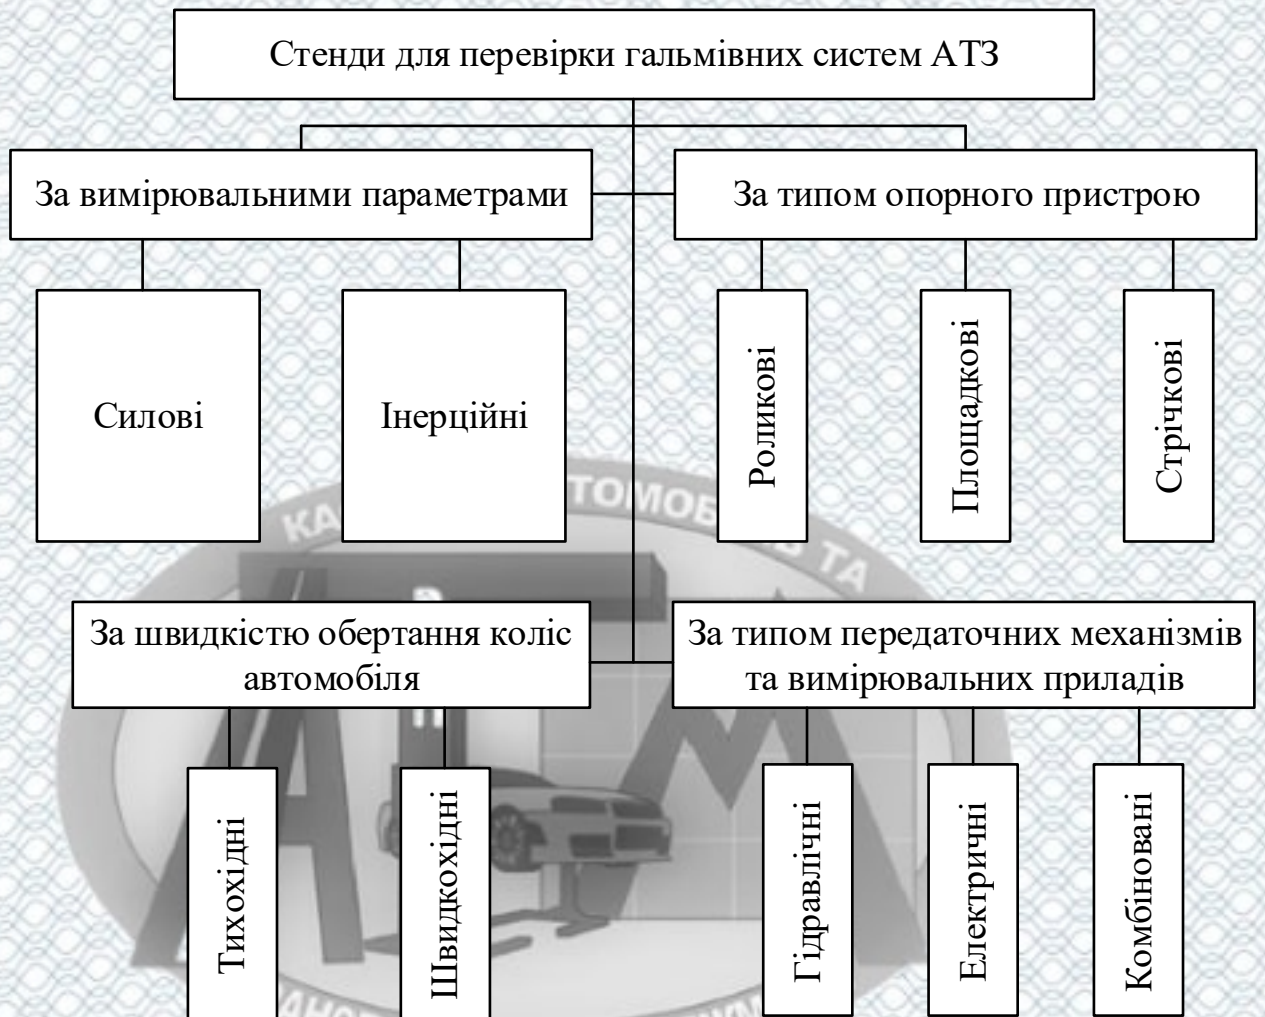 Стенди для перевірки гальмівних систем АТЗ
За вимірювальними параметрами
За типом опорного пристрою
Силові
Інерційні
Роликові
Площадкові
Стрічкові
За швидкістю обертання коліс
автомобіля
За типом передаточних механізмів
та вимірювальних приладів
Тихохідні
Швидкохідні
Гідравлічні
Електричні
Комбіновані
ТА